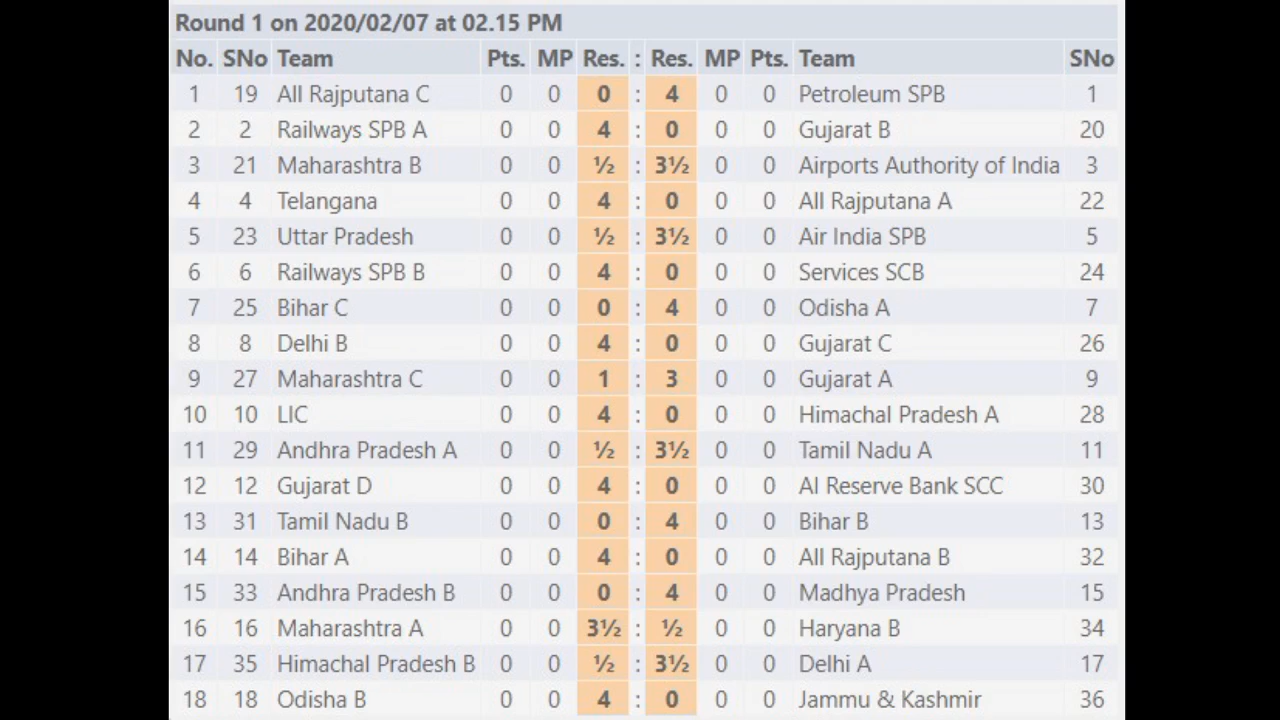 Round 1 on 2020/02/07 at 02.15 PM
No. SNo Team Pts. MP Res. : Res. MP Pts. Team SNo
1 19 All Rajputana C 0 0 0 : 4 0 0 Petroleum SPB 1
2 2 Railways SPB A 0 0 4 : 0 0 0 Gujarat B 20
3 21 Maharashtra B 0 0 ½ : 3½ 0 0 Airports Authority of India 3
4 4 Telangana 0 0 4 : 0 0 0 All Rajputana A 22
5 23 Uttar Pradesh 0 0 ½ : 3½ 0 0 Air India SPB 5
6 6 Railways SPB B 0 0 4 : 0 0 0 Services SCB 24
7 25 Bihar C 0 0 0 : 4 0 0 Odisha A 7
8 8 Delhi B 0 0 4 : 0 0 0 Gujarat C 26
9 27 Maharashtra C 0 0 1 : 3 0 0 Gujarat A 9
10 10 LIC 0 0 4 : 0 0 0 Himachal Pradesh A 28
11 29 Andhra Pradesh A 0 0 ½ : 3½ 0 0 Tamil Nadu A 11
12 12 Gujarat D 0 0 4 : 0 0 0 AI Reserve Bank SCC 30
13 31 Tamil Nadu B 0 0 0 : 4 0 0 Bihar B 13
14 14 Bihar A 0 0 4 : 0 0 0 All Rajputana B 32
15 33 Andhra Pradesh B 0 0 0 : 4 0 0 Madhya Pradesh 15
16 16 Maharashtra A 0 0 3½ : ½ 0 0 Haryana B 34
17 35 Himachal Pradesh B 0 0 ½ : 3½ 0 0 Delhi A 17
18 18 Odisha B 0 0 4 : 0 0 0 Jammu & Kashmir 36